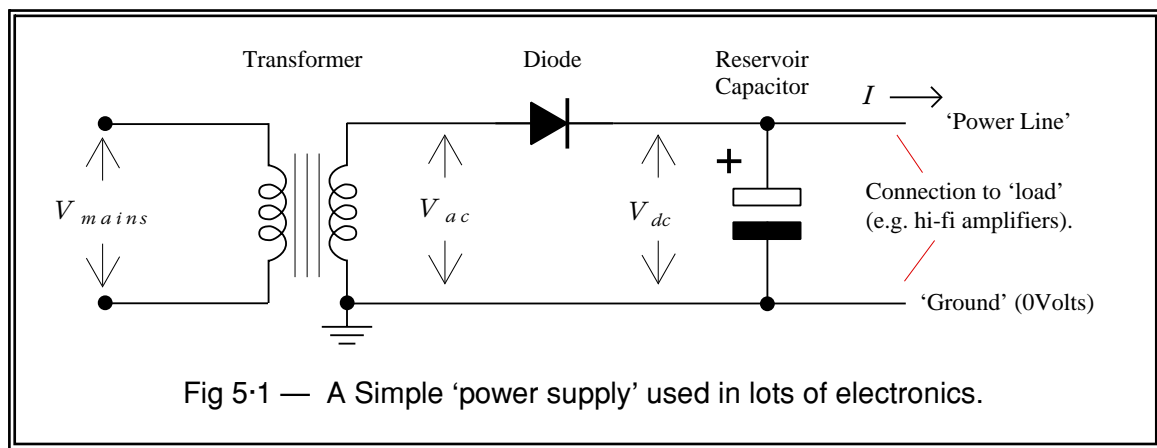 Transformer
Diode
Reservoir
Capacitor
I
‘Power Line’
+
V mains
V ac
V dc
Connection to ‘load’
(e.g. hi-fi amplifiers).
‘Ground’ (0Volts)
Fig 5·1 — A Simple ‘power supply’ used in lots of electronics.